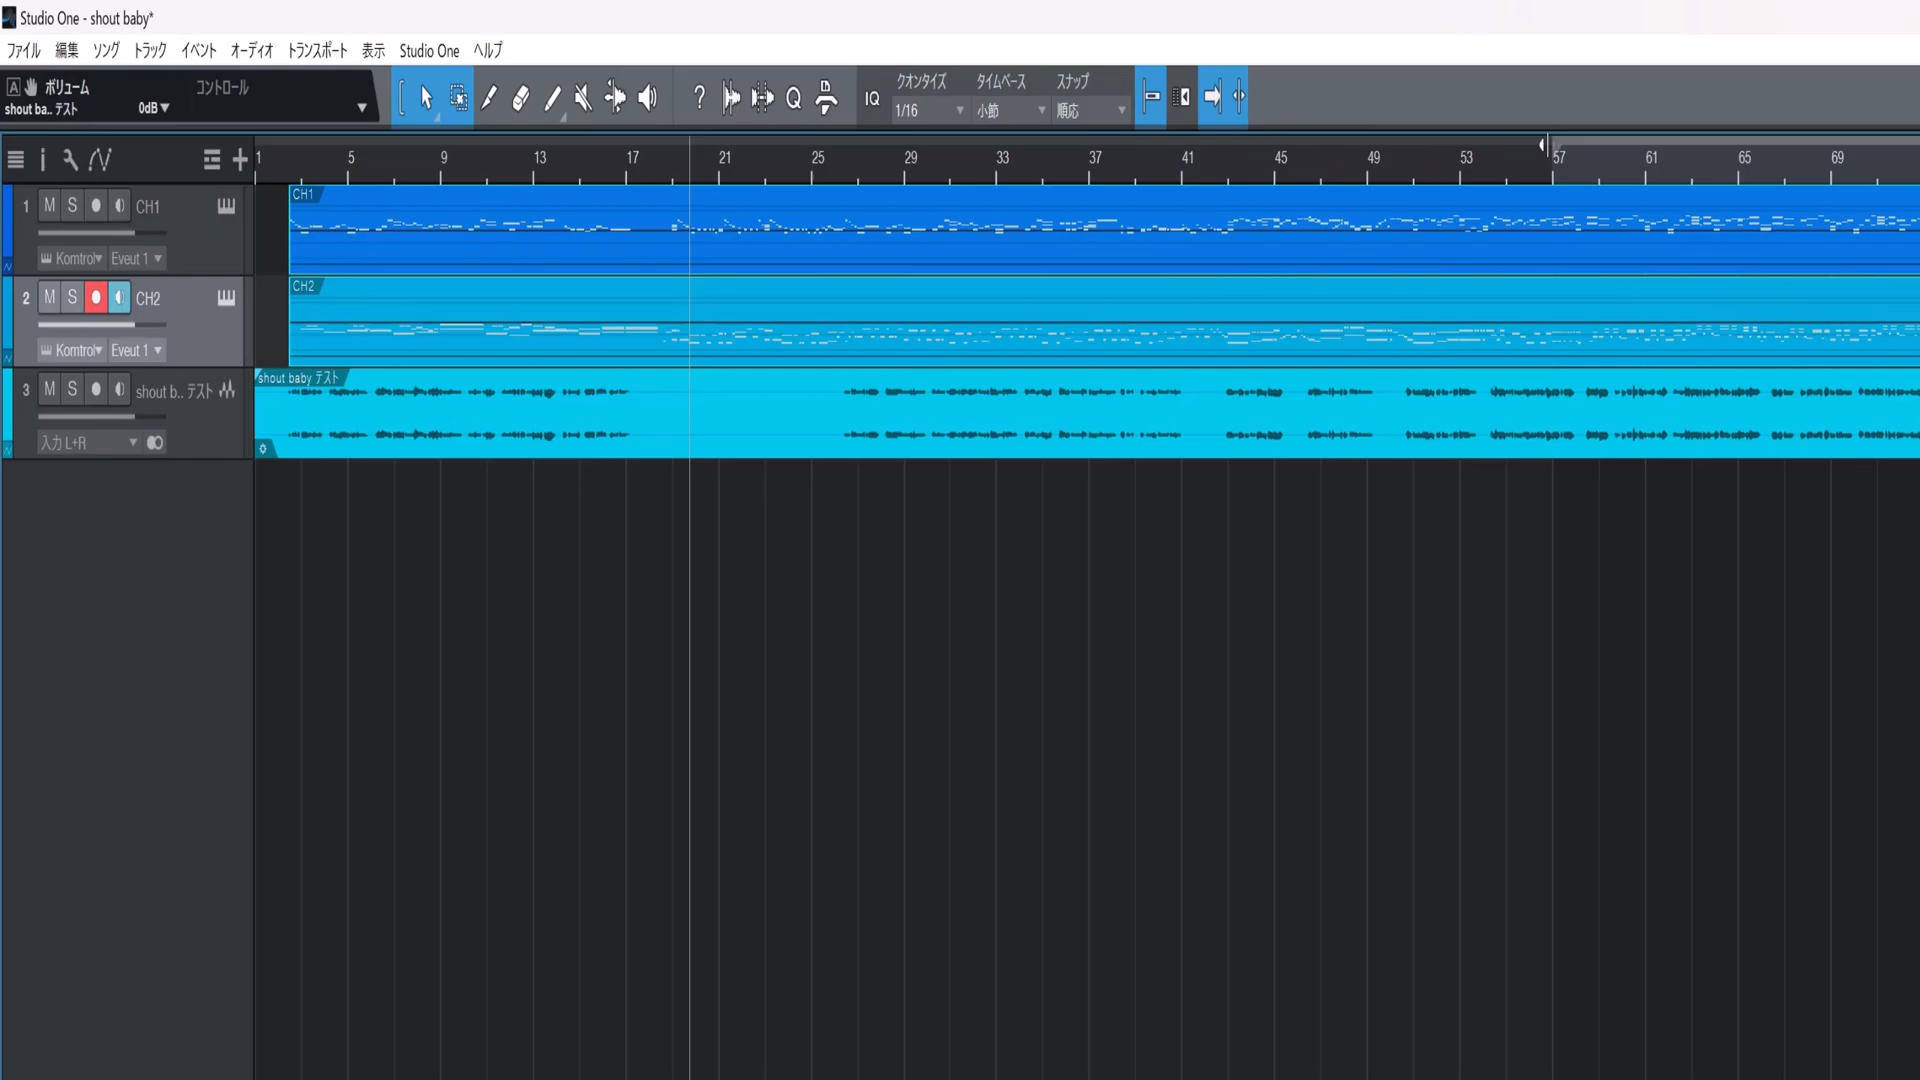 Studio One - shout baby*
ファイル 編集 ソング トラック イベント オーディオ トランスポート 表示 Studio One ヘルプ
A ボリューム コントロール
shout ba.. テスト 0dB
IQ クオンタイズ タイムベース スナップ
1/16 小節 順応
1 5 9 13 17 21 25 29 33 37 41 45 49 53 57 61 65 69
1 M S CH1
Komtrol Eveut 1
CH1
2 M S CH2
Komtrol Eveut 1
CH2
3 M S shout b.. テスト
入力 L+R
shout baby テスト